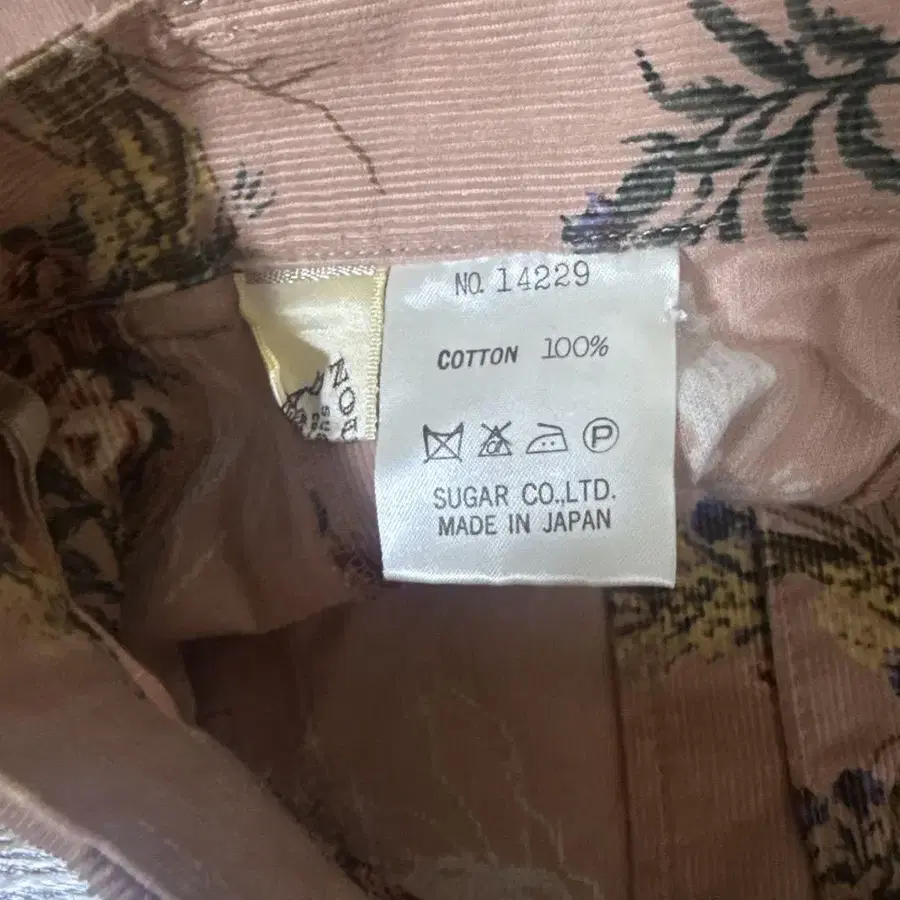 NO. 14229
COTTON 100%
P
SUGAR CO.,LTD.
MADE IN JAPAN